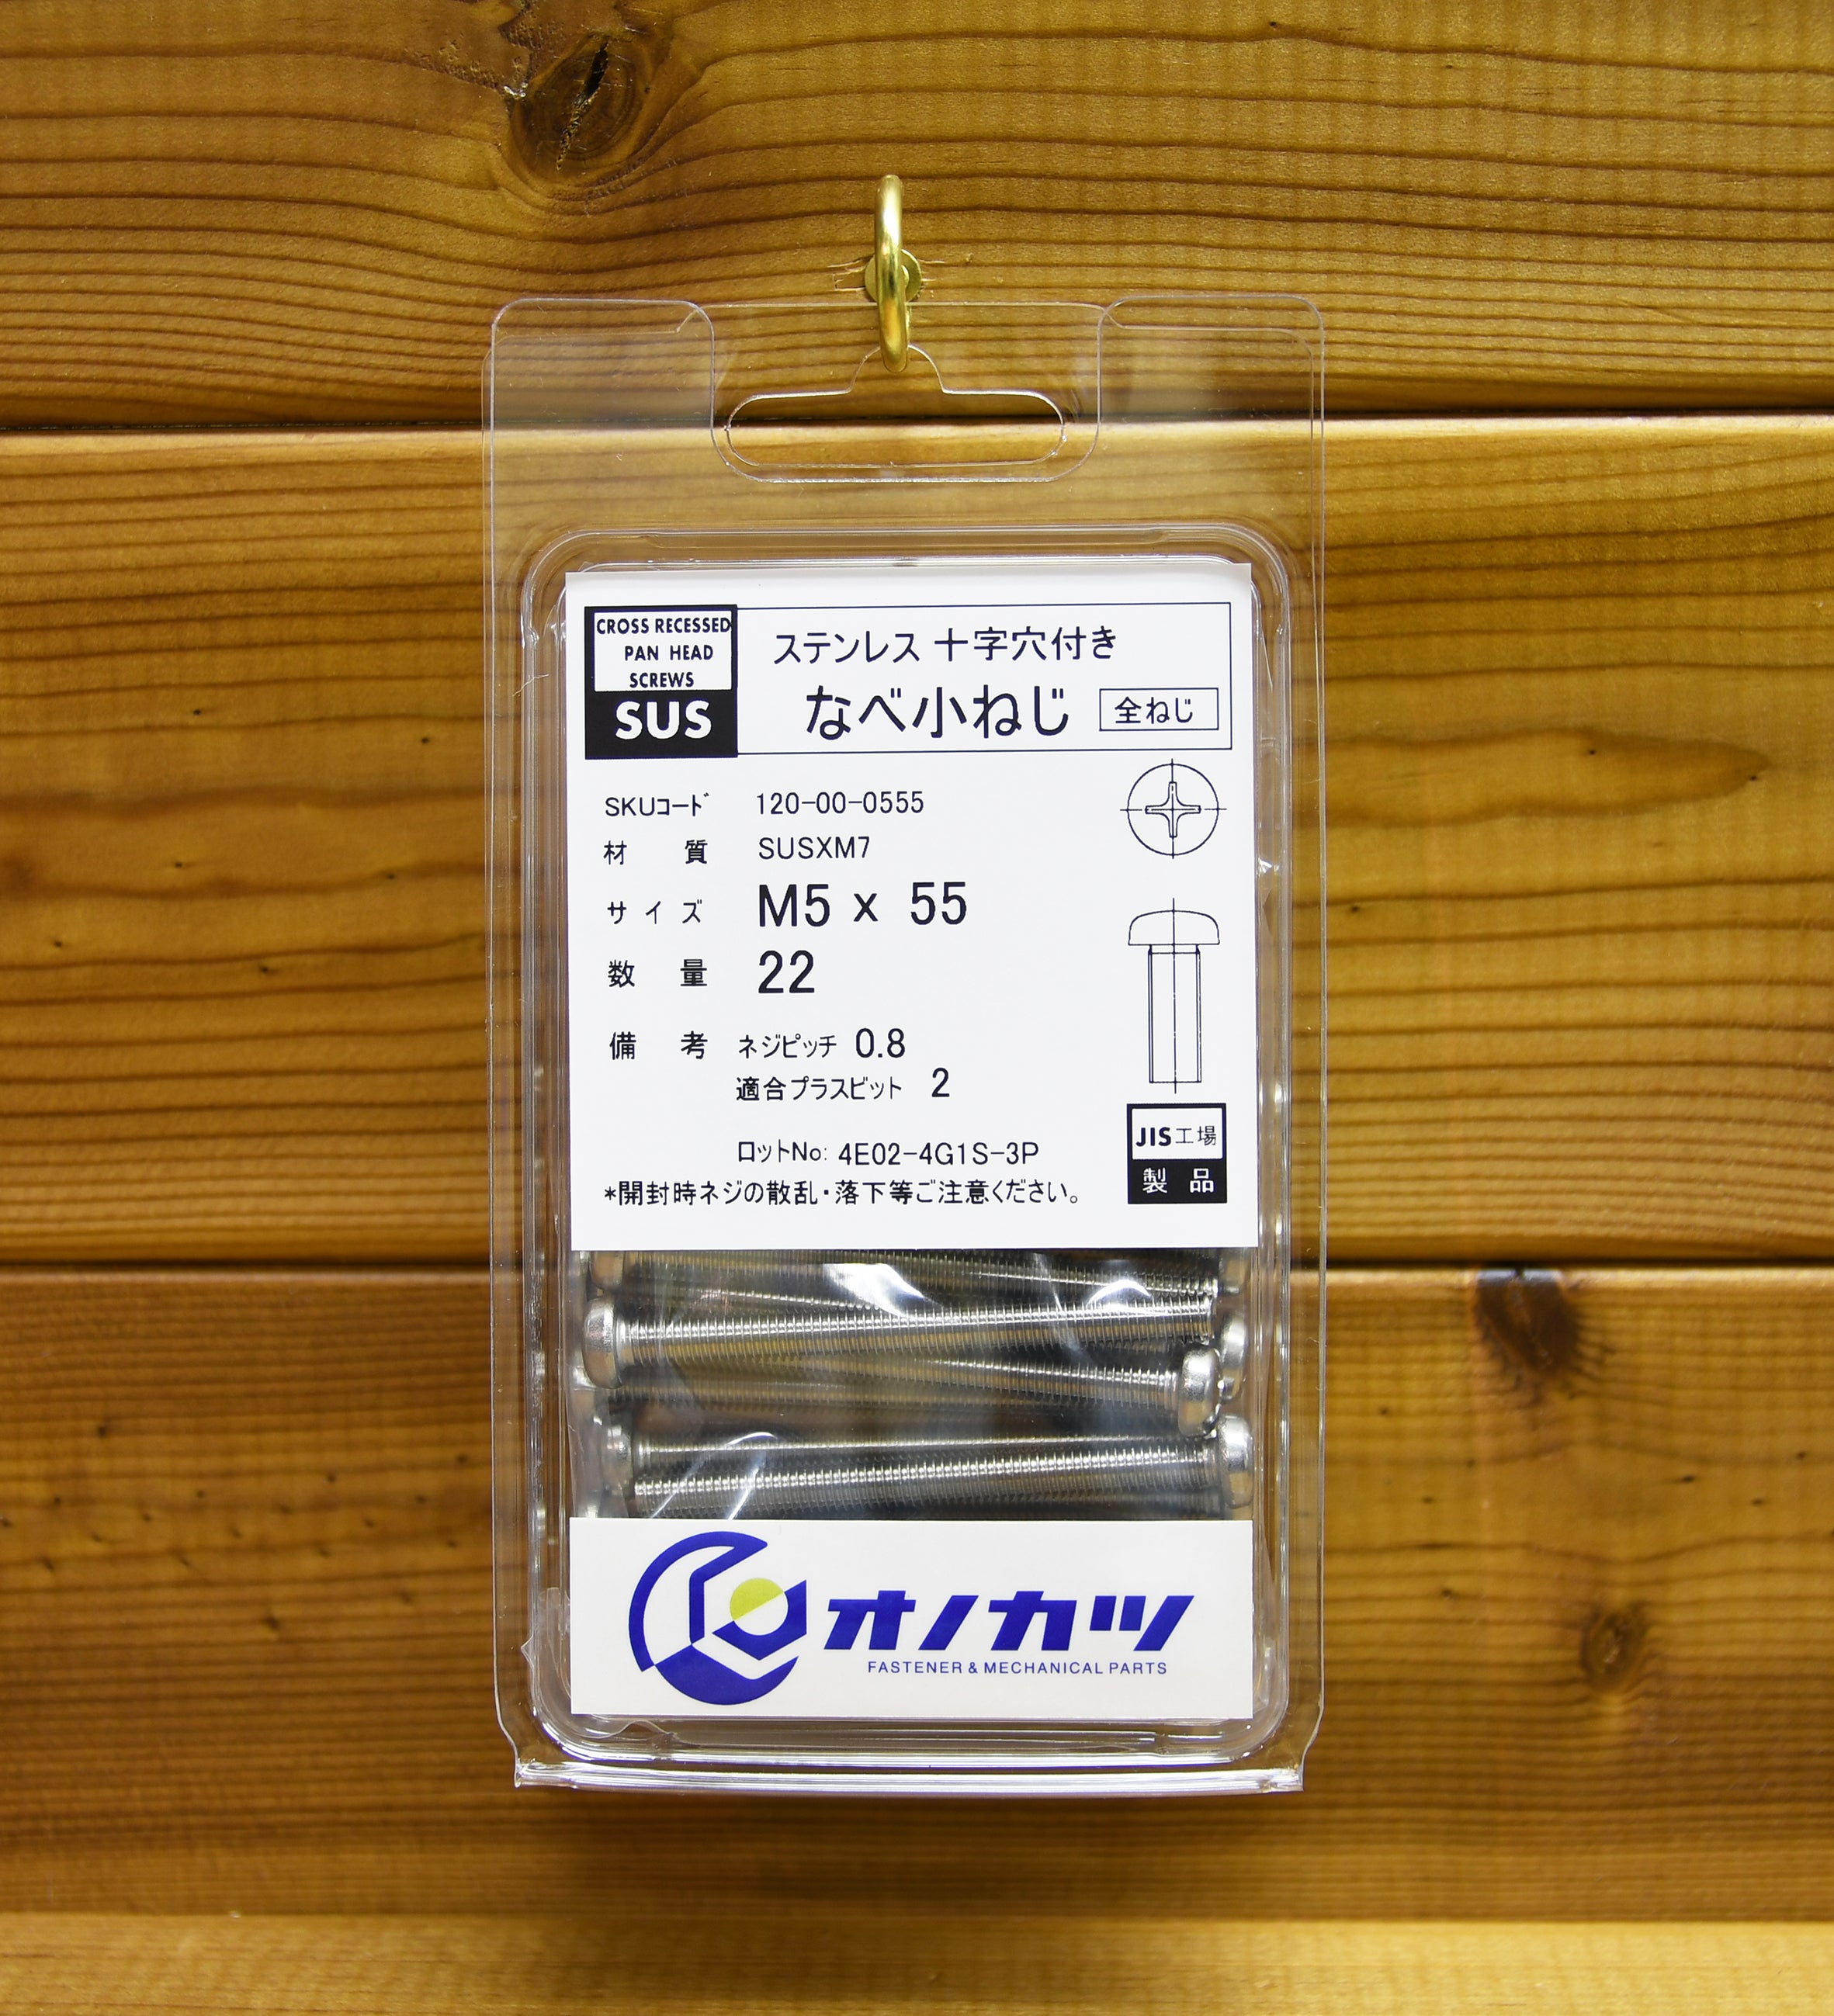 CROSS RECESSED
PAN HEAD
SCREWS
SUS
ステンレス 十字穴付き
なべ小ねじ 全ねじ
SKUコード 120-00-0555
材 質 SUSXM7
サイズ M5 x 55
数 量 22
備 考 ネジピッチ 0.8
適合プラスビット 2
ロットNo: 4E02-4G1S-3P
*開封時ネジの散乱・落下等ご注意ください。
JIS工場
製 品
オノカツ
FASTENER & MECHANICAL PARTS